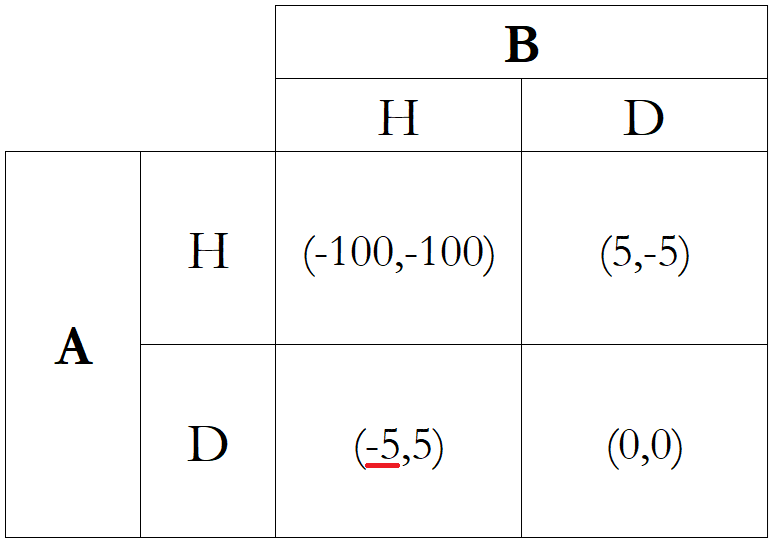 B
H D
H (-100,-100) (5,-5)
A
D (-5,5) (0,0)